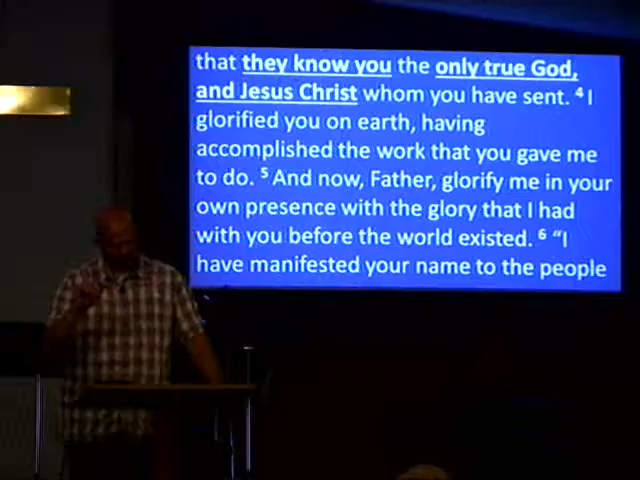 that they know you the only true God,
and Jesus Christ whom you have sent. ⁴ I
glorified you on earth, having
accomplished the work that you gave me
to do. ⁵ And now, Father, glorify me in your
own presence with the glory that I had
with you before the world existed. ⁶ “I
have manifested your name to the people